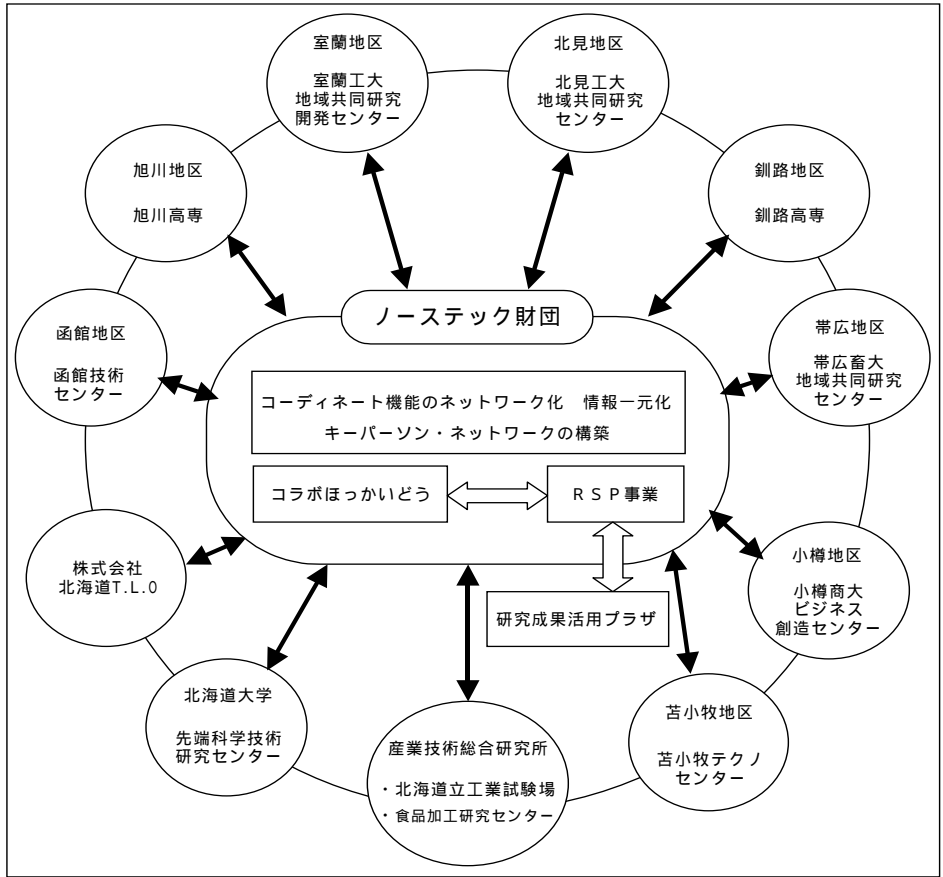 室蘭地区
室蘭工大
地域共同研究
開発センター
北見地区
北見工大
地域共同研究
センター
旭川地区
旭川高専
釧路地区
釧路高専
函館地区
函館技術
センター
ノーステック財団
帯広地区
帯広畜大
地域共同研究
センター
コーディネート機能のネットワーク化 情報一元化
キーパーソン・ネットワークの構築
コラボほっかいどう
RSP事業
株式会社
北海道T.L.O
研究成果活用プラザ
小樽地区
小樽商大
ビジネス
創造センター
北海道大学
先端科学技術
研究センター
産業技術総合研究所
・北海道立工業試験場
・食品加工研究センター
苫小牧地区
苫小牧テクノ
センター